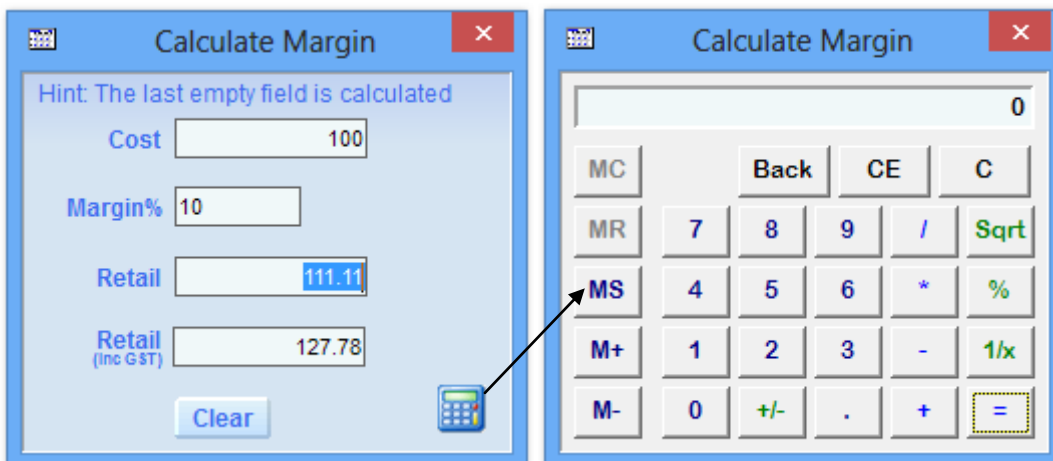 Calculate Margin
Hint: The last empty field is calculated
Cost 100
Margin% 10
Retail 111.11
Retail 127.78
(Inc GST)
Clear
Calculate Margin
0
MC Back CE C
MR 7 8 9 / Sqrt
MS 4 5 6 * %
M+ 1 2 3 - 1/x
M- 0 +/- . + =